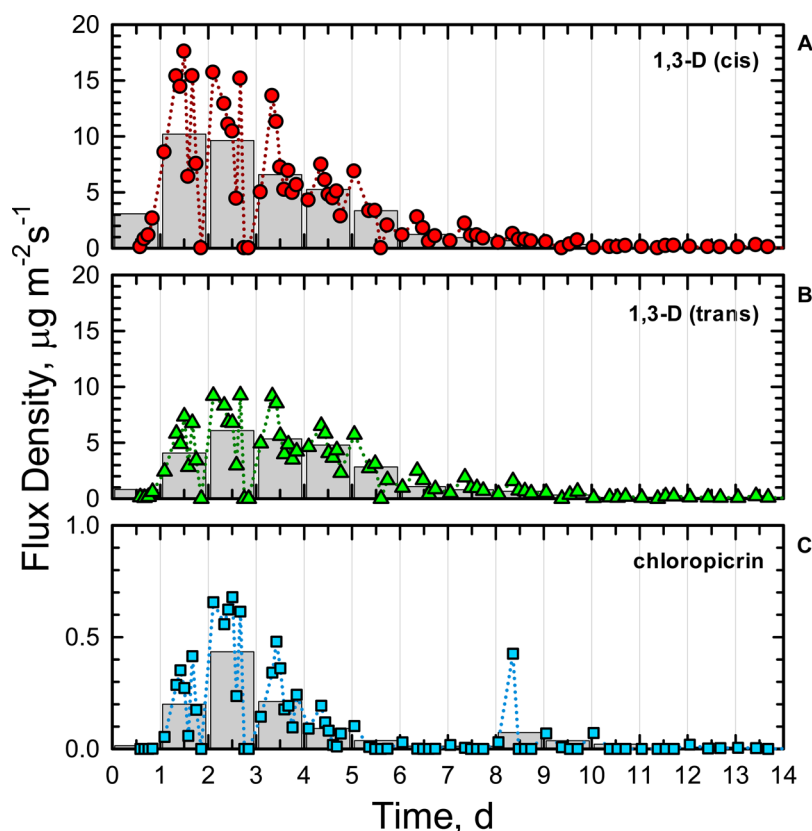 A
1,3-D (cis)
20
15
10
5
0
B
1,3-D (trans)
20
15
10
5
0
C
chloropicrin
1.0
0.5
0.0
Flux Density, µg m⁻²s⁻¹
0 1 2 3 4 5 6 7 8 9 10 11 12 13 14
Time, d